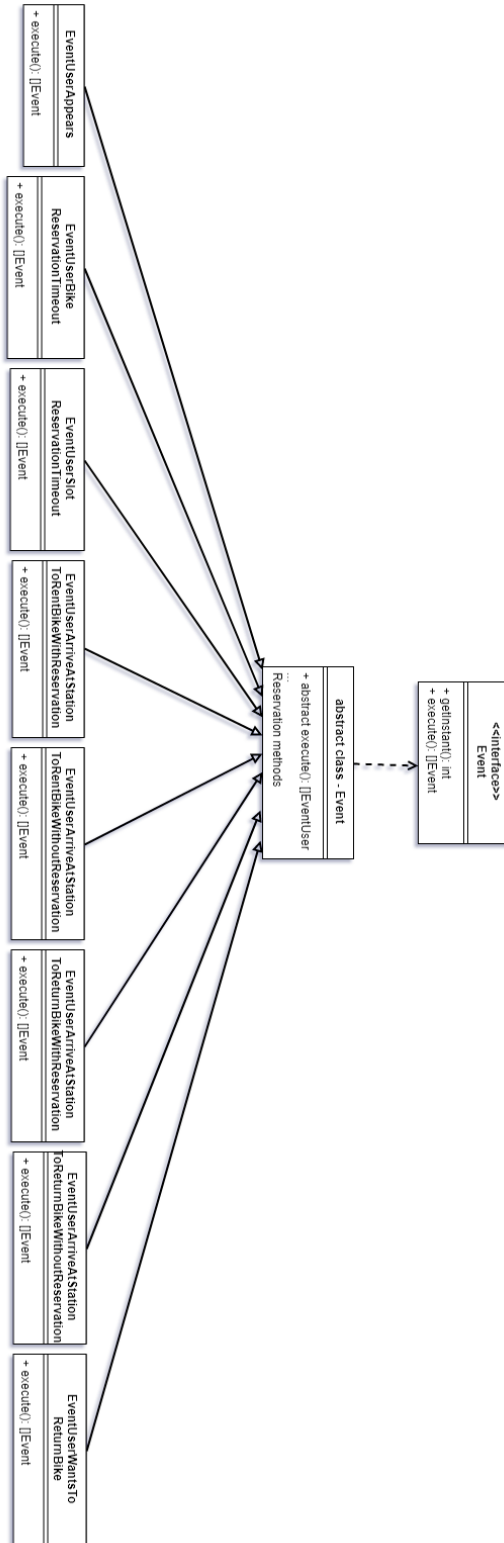 <<interface>>
Event
+ getInstant(): int
+ execute(): []Event
abstract class - Event
+ abstract execute(): []EventUser
...
Reservation methods
EventUserAppears
+ execute(): []Event
EventUserBike
ReservationTimeout
+ execute(): []Event
EventUserSlot
ReservationTimeout
+ execute(): []Event
EventUserArriveAtStation
ToRentBikeWithReservation
+ execute(): []Event
EventUserArriveAtStation
ToRentBikeWithoutReservation
+ execute(): []Event
EventUserArriveAtStation
ToReturnBikeWithReservation
+ execute(): []Event
EventUserArriveAtStation
ToReturnBikeWithoutReservation
+ execute(): []Event
EventUserWantsTo
ReturnBike
+ execute(): []Event